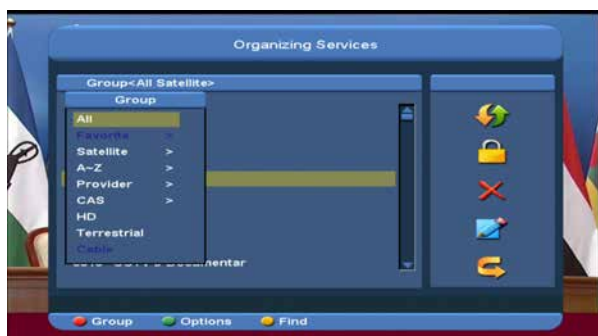 Organizing Services
Group<All Satellite>
Group
All
Favorite >
Satellite >
A~Z >
Provider >
CAS >
HD
Terrestrial
Cable
Documentar
Group Options Find